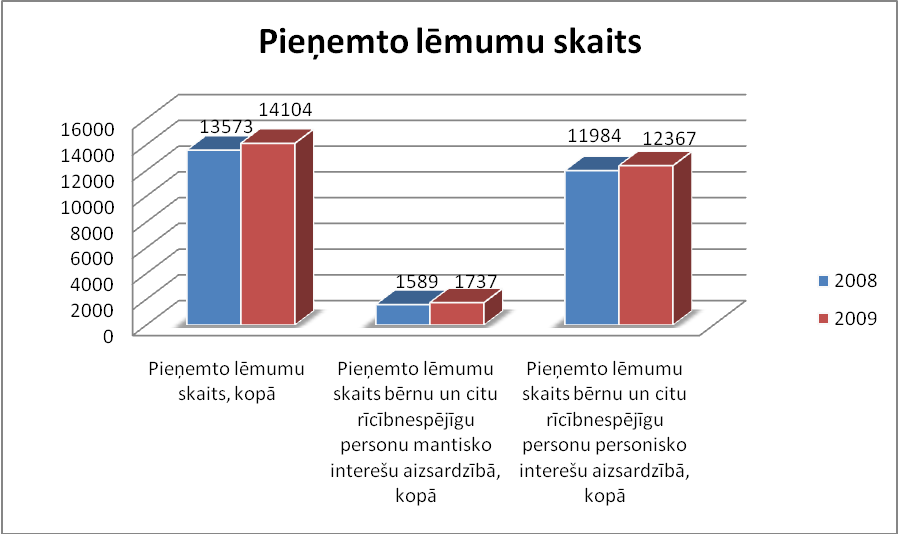 Pieņemto lēmumu skaits
16000
14000
12000
10000
8000
6000
4000
2000
0
13573
14104
1589
1737
11984
12367
Pieņemto lēmumu
skaits, kopā
Pieņemto lēmumu
skaits bērnu un citu
rīcībnespējīgu
personu mantisko
interešu aizsardzībā,
kopā
Pieņemto lēmumu
skaits bērnu un citu
rīcībnespējīgu
personu personisko
interešu aizsardzībā,
kopā
2008
2009